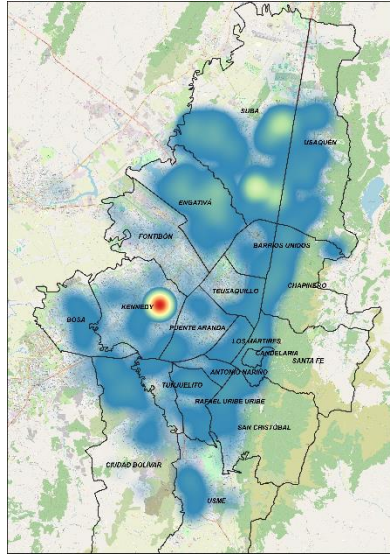 SUBA
USAQUÉN
ENGATIVÁ
FONTIBÓN
BARRIOS UNIDOS
TEUSAQUILLO
CHAPINERO
KENNEDY
BOSA
PUENTE ARANDA
LOS MARTIRES
CANDELARIA
SANTA FE
ANTONIO NARIÑO
TUNJUELITO
RAFAEL URIBE URIBE
SAN CRISTOBAL
CIUDAD BOLIVAR
USME